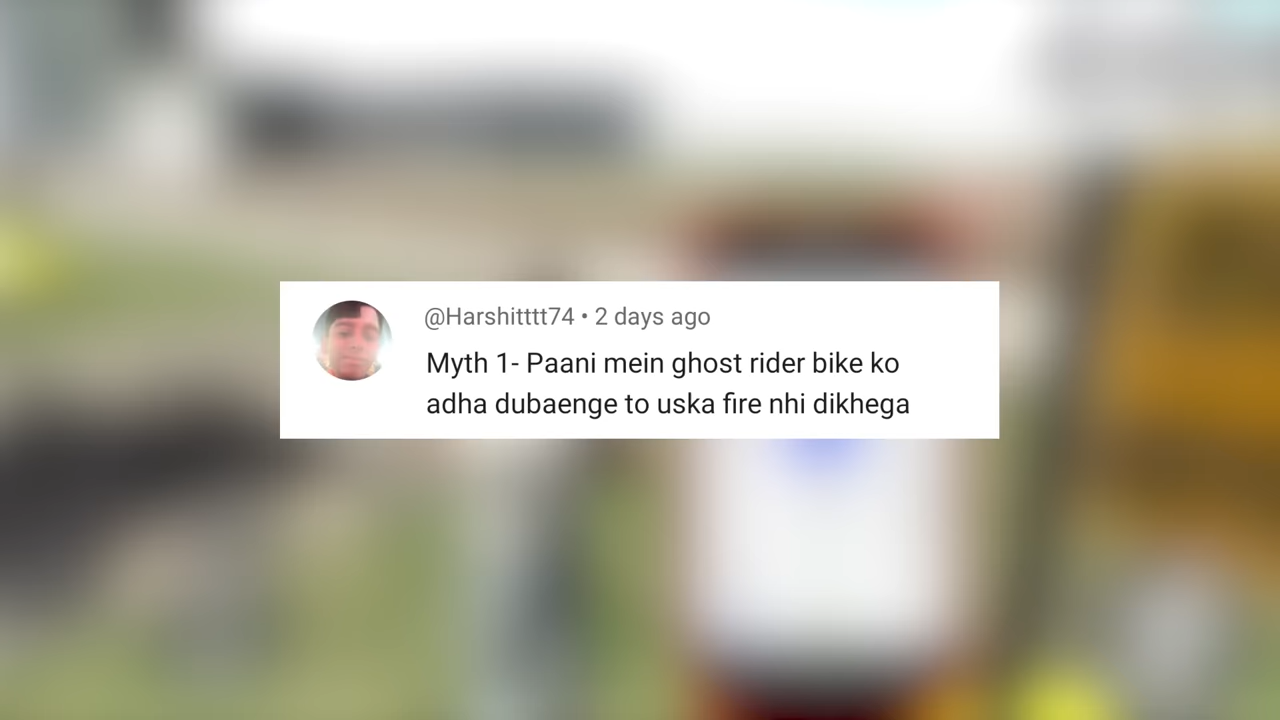 @Harshitttt74 • 2 days ago
Myth 1- Paani mein ghost rider bike ko
adha dubaenge to uska fire nhi dikhega